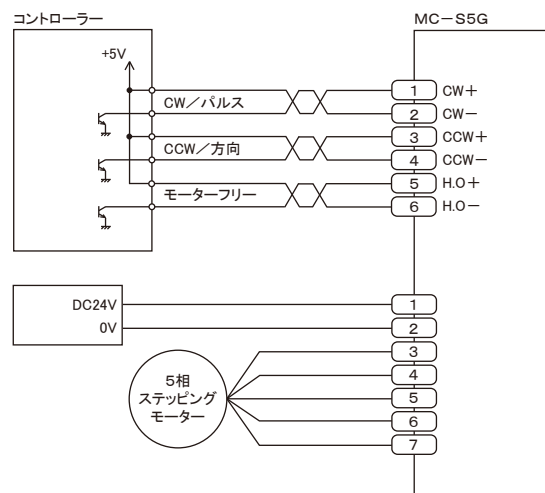 コントローラー
MC－S5G
+5V
CW／パルス
1 CW＋
2 CW－
CCW／方向
3 CCW＋
4 CCW－
モーターフリー
5 H.O＋
6 H.O－
DC24V
1
0V
2
3
4
5
6
7
5相
ステッピング
モーター